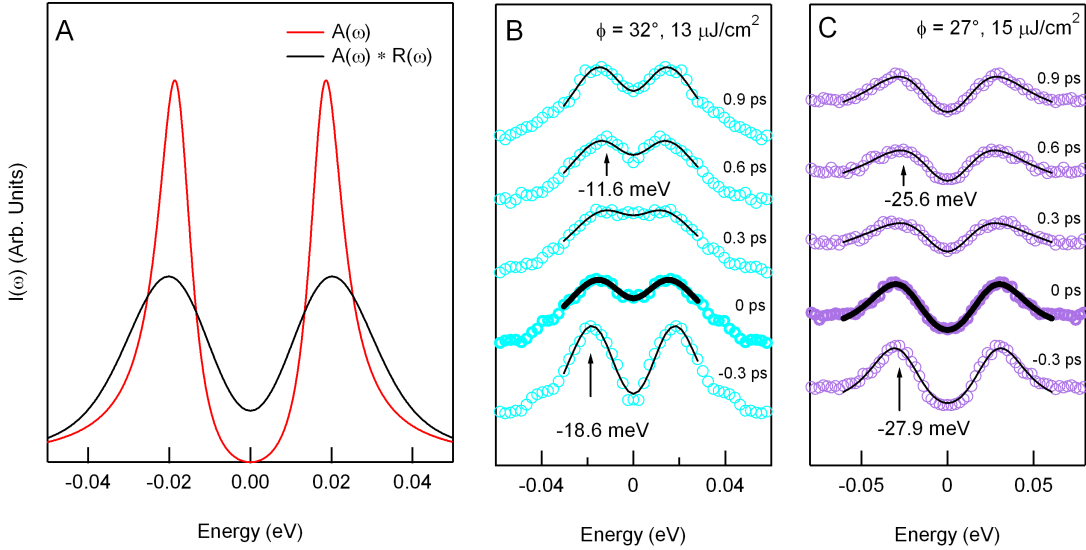 A
A(ω)
A(ω) ∗ R(ω)
I(ω) (Arb. Units)
-0.04
-0.02
0.00
0.02
0.04
Energy (eV)
B
ϕ = 32°, 13 μJ/cm²
0.9 ps
0.6 ps
-11.6 meV
0.3 ps
0 ps
-0.3 ps
-18.6 meV
-0.04
0
0.04
Energy (eV)
C
ϕ = 27°, 15 μJ/cm²
0.9 ps
0.6 ps
-25.6 meV
0.3 ps
0 ps
-0.3 ps
-27.9 meV
-0.05
0
0.05
Energy (eV)